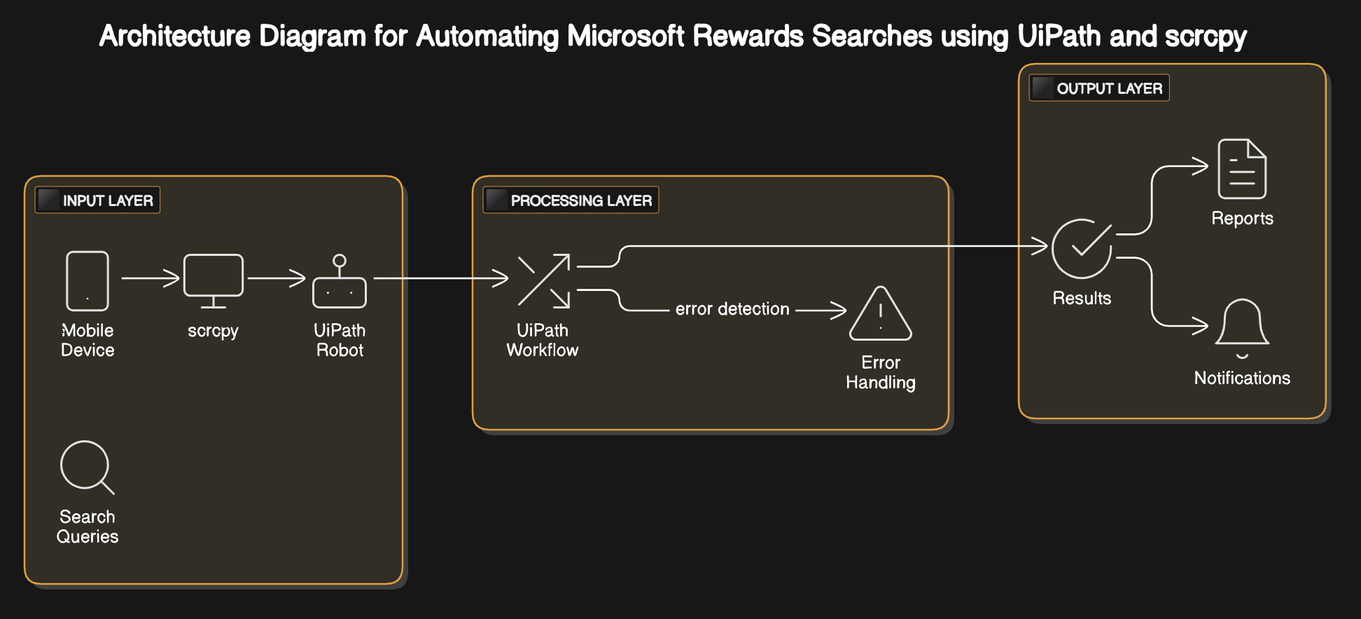 Architecture Diagram for Automating Microsoft Rewards Searches using UiPath and scrcpy
OUTPUT LAYER
Reports
Results
Notifications
INPUT LAYER
Mobile
Device
scrcpy
UiPath
Robot
Search
Queries
PROCESSING LAYER
UiPath
Workflow
error detection
Error
Handling